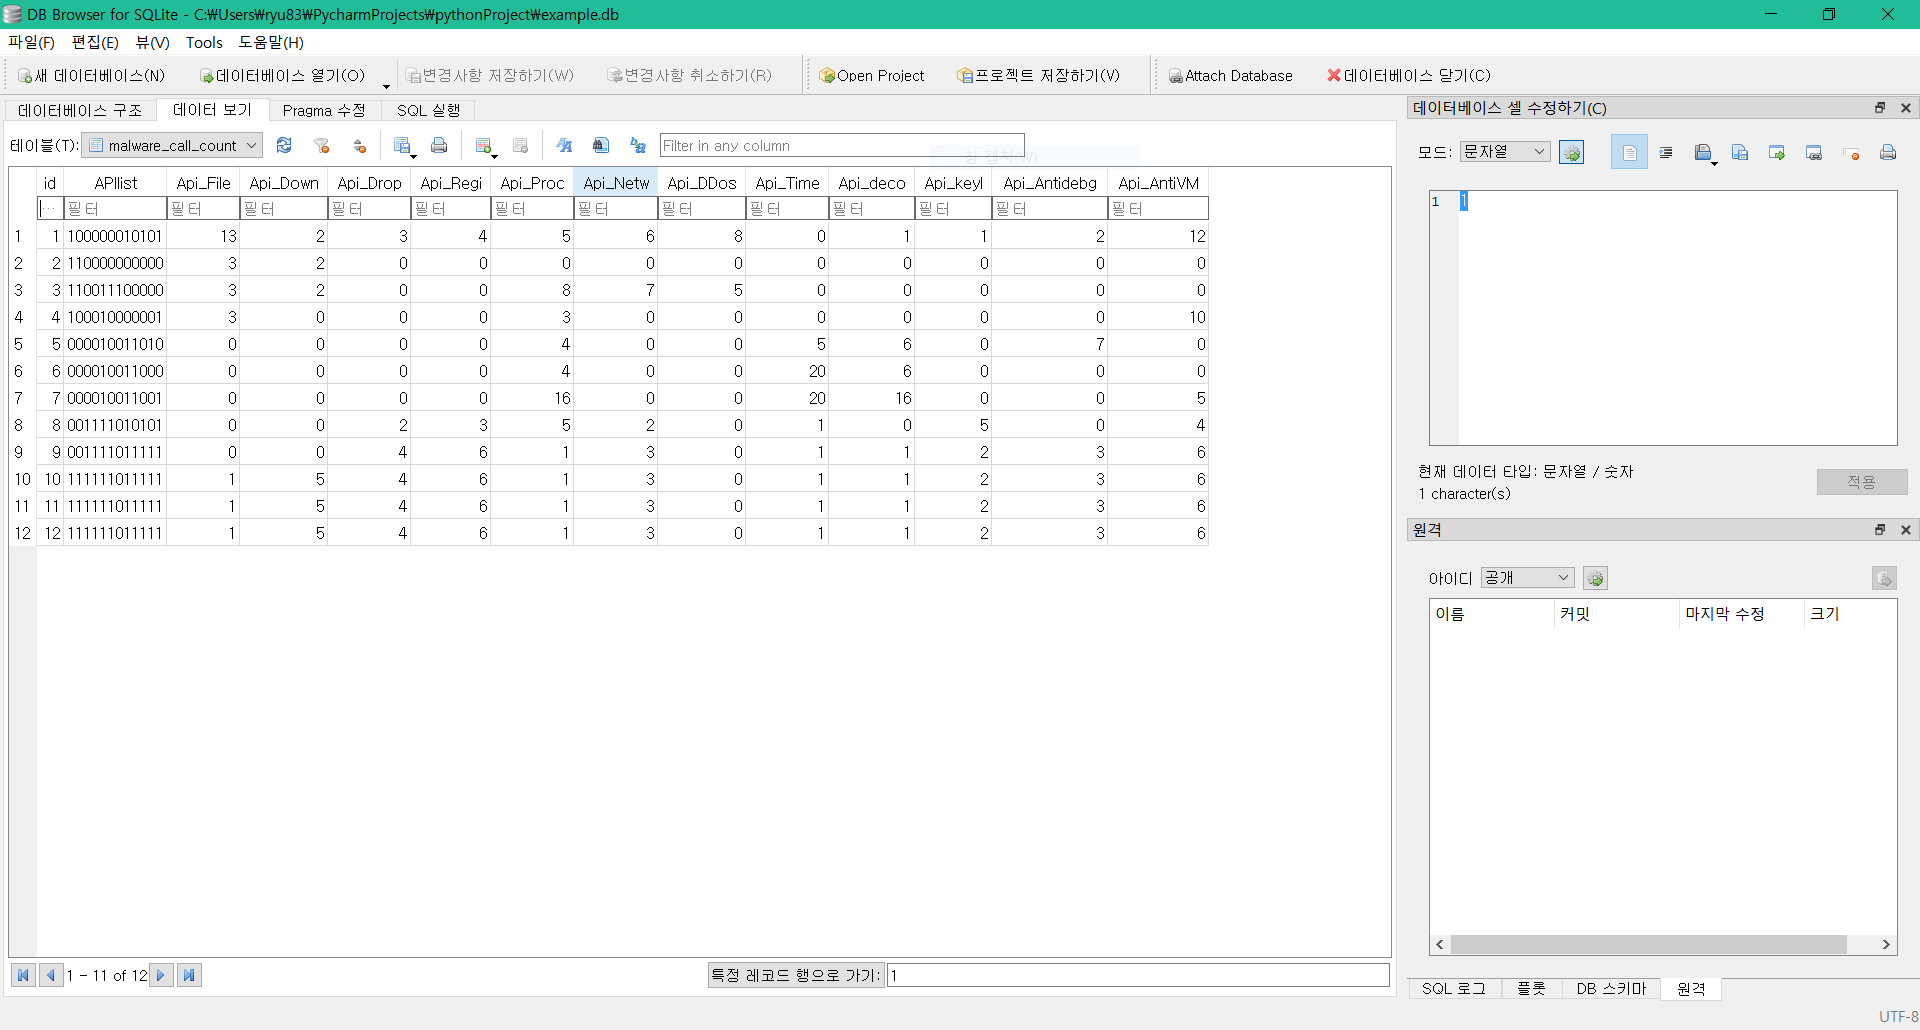 DB Browser for SQLite - C:₩Users₩ryu83₩PycharmProjects₩pythonProject₩example.db
파일(F) 편집(E) 뷰(V) Tools 도움말(H)
새 데이터베이스(N) 데이터베이스 열기(O) 변경사항 저장하기(W) 변경사항 취소하기(R) Open Project 프로젝트 저장하기(V) Attach Database 데이터베이스 닫기(C)
데이터베이스 구조 데이터 보기 Pragma 수정 SQL 실행
테이블(T): malware_call_count Filter in any column
창 캡처(W)
id APIlist Api_File Api_Down Api_Drop Api_Regi Api_Proc Api_Netw Api_DDos Api_Time Api_deco Api_keyl Api_Antidebg Api_AntiVM
... 필터 필터 필터 필터 필터 필터 필터 필터 필터 필터 필터 필터 필터
1 1 100000010101 13 2 3 4 5 6 8 0 1 1 2 12
2 2 110000000000 3 2 0 0 0 0 0 0 0 0 0 0
3 3 110011100000 3 2 0 0 8 7 5 0 0 0 0 0
4 4 100010000001 3 0 0 0 3 0 0 0 0 0 0 10
5 5 000010011010 0 0 0 0 4 0 0 5 6 0 7 0
6 6 000010011000 0 0 0 0 4 0 0 20 6 0 0 0
7 7 000010011001 0 0 0 0 16 0 0 20 16 0 0 5
8 8 001111010101 0 0 2 3 5 2 0 1 0 5 0 4
9 9 001111011111 0 0 4 6 1 3 0 1 1 2 3 6
10 10 111111011111 1 5 4 6 1 3 0 1 1 2 3 6
11 11 111111011111 1 5 4 6 1 3 0 1 1 2 3 6
12 12 111111011111 1 5 4 6 1 3 0 1 1 2 3 6
1 - 11 of 12 특정 레코드 행으로 가기: 1
데이터베이스 셀 수정하기(C)
모드: 문자열
1 1
현재 데이터 타입: 문자열 / 숫자
1 character(s)
적용
원격
아이디 공개
이름 커밋 마지막 수정 크기
SQL 로그 플롯 DB 스키마 원격
UTF-8